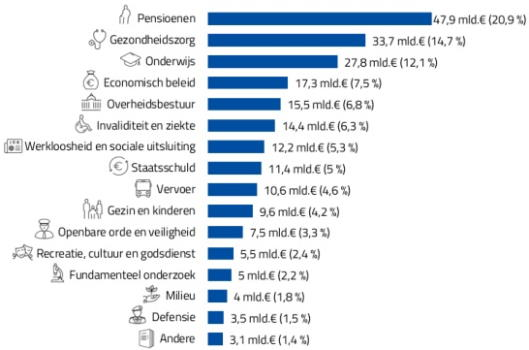 Pensioenen 47,9 mld.€ (20,9 %)
Gezondheidszorg 33,7 mld.€ (14,7 %)
Onderwijs 27,8 mld.€ (12,1 %)
Economisch beleid 17,3 mld.€ (7,5 %)
Overheidsbestuur 15,5 mld.€ (6,8 %)
Invaliditeit en ziekte 14,4 mld.€ (6,3 %)
Werkloosheid en sociale uitsluiting 12,2 mld.€ (5,3 %)
Staatsschuld 11,4 mld.€ (5 %)
Vervoer 10,6 mld.€ (4,6 %)
Gezin en kinderen 9,6 mld.€ (4,2 %)
Openbare orde en veiligheid 7,5 mld.€ (3,3 %)
Recreatie, cultuur en godsdienst 5,5 mld.€ (2,4 %)
Fundamenteel onderzoek 5 mld.€ (2,2 %)
Milieu 4 mld.€ (1,8 %)
Defensie 3,5 mld.€ (1,5 %)
Andere 3,1 mld.€ (1,4 %)